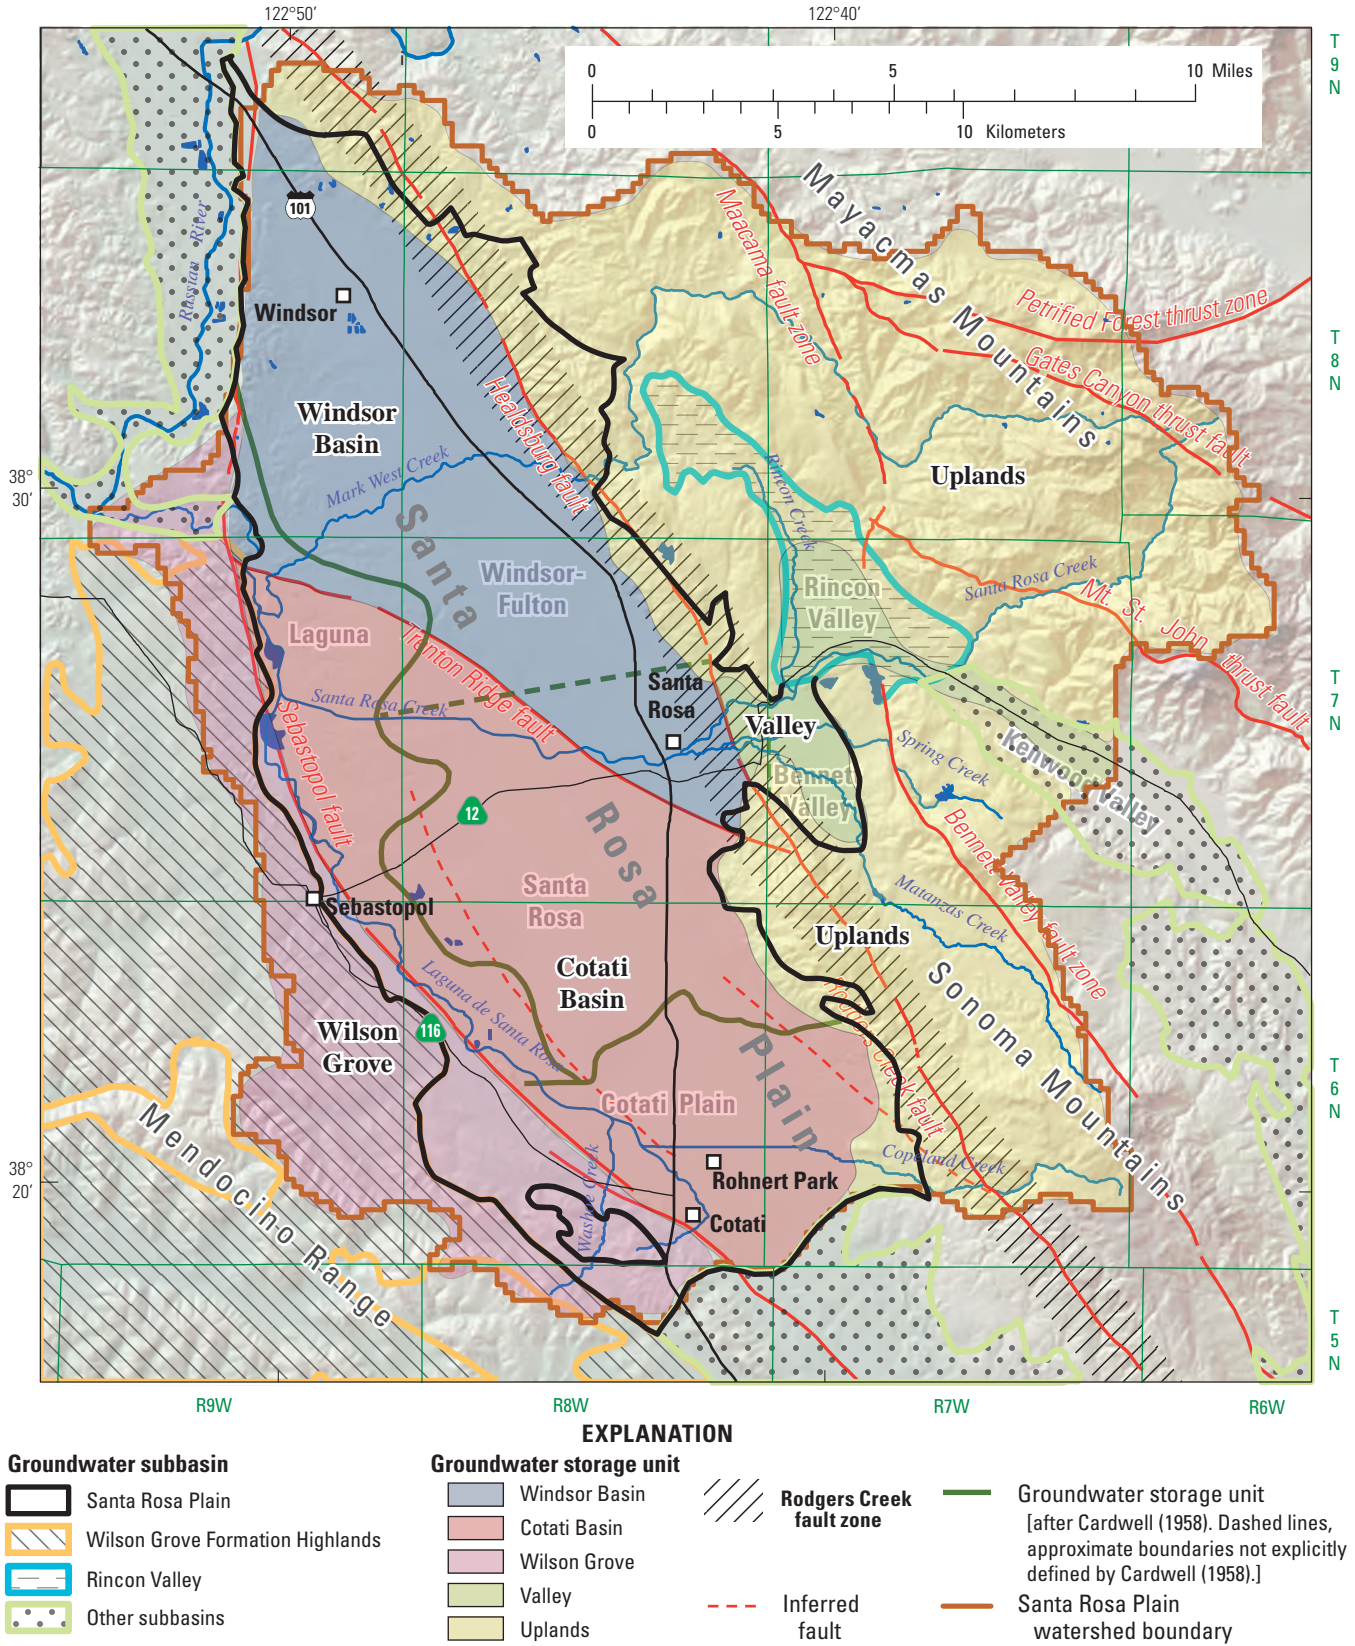 122°50′
122°40′
T
9
N
0
5
10 Miles
0
5
10 Kilometers
Mayacmas Mountains
Maacama fault zone
Petrified Forest thrust zone
Gates Canyon thrust fault
101
Russian River
Windsor
T
8
N
Windsor
Basin
Healdsburg fault
Mark West Creek
Rincon Creek
Uplands
38°
30′
Santa
Rosa
Plain
Windsor-
Fulton
Rincon
Valley
Santa Rosa Creek
Mt. St. John thrust fault
Laguna
Trenton Ridge fault
Santa Rosa Creek
Sebastopol fault
Santa
Rosa
Valley
T
7
N
Spring Creek
Kenwood Valley
Bennet
Valley
12
Bennett Valley fault zone
Santa
Rosa
Sebastopol
Matanzas Creek
Uplands
Cotati
Basin
Laguna de Santa Rosa
Sonoma Mountains
Wilson
Grove
116
Rodgers Creek fault
T
6
N
Cotati Plain
Mendocino Range
Copeland Creek
38°
20′
Rohnert Park
Washoe Creek
Cotati
T
5
N
R9W
R8W
R7W
R6W
EXPLANATION
Groundwater subbasin
Santa Rosa Plain
Wilson Grove Formation Highlands
Rincon Valley
Other subbasins
Groundwater storage unit
Windsor Basin
Cotati Basin
Wilson Grove
Valley
Uplands
Rodgers Creek
fault zone
Inferred
fault
Groundwater storage unit
[after Cardwell (1958). Dashed lines,
approximate boundaries not explicitly
defined by Cardwell (1958).]
Santa Rosa Plain
watershed boundary